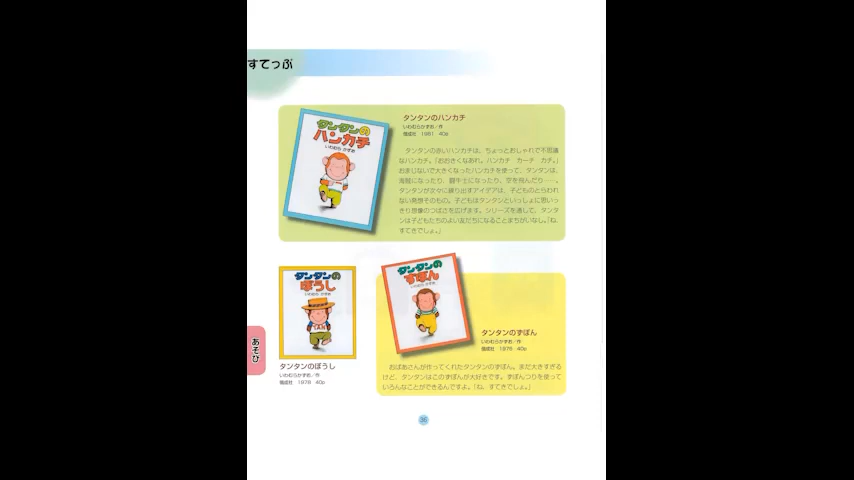 すてっぷ
タンタンの
ハンカチ
いわむら かずお
タンタンのハンカチ
いわむらかずお／作
偕成社 1981 40p
タンタンの赤いハンカチは、ちょっとおしゃれで不思議
なハンカチ。「おおきくなあれ、ハンカチ カーチ カチ。」
おまじないで大きくなったハンカチを使って、タンタンは、
海賊になったり、闘牛士になったり、空を飛んだり……。
タンタンが次々に繰り出すアイデアは、子どものとらわれ
ない発想そのもの。子どもはタンタンといっしょに思いっ
きり想像のつばさを広げます。シリーズを通して、タンタ
ンは子どもたちのよい友だちになることまちがいなし。「ね、
すてきでしょ。」
タンタンの
ぼうし
いわむら かずお
TAN
タンタンのぼうし
いわむらかずお／作
偕成社 1978 40p
タンタンの
ずぼん
いわむら かずお
タンタンのずぼん
いわむらかずお／作
偕成社 1976 40p
おばあさんが作ってくれたタンタンのずぼん。まだ大きすぎる
けど、タンタンはこのずぼんが大好きです。ずぼんつりを使って
いろんなことができるんですよ。「ね、すてきでしょ。」
あそび
36